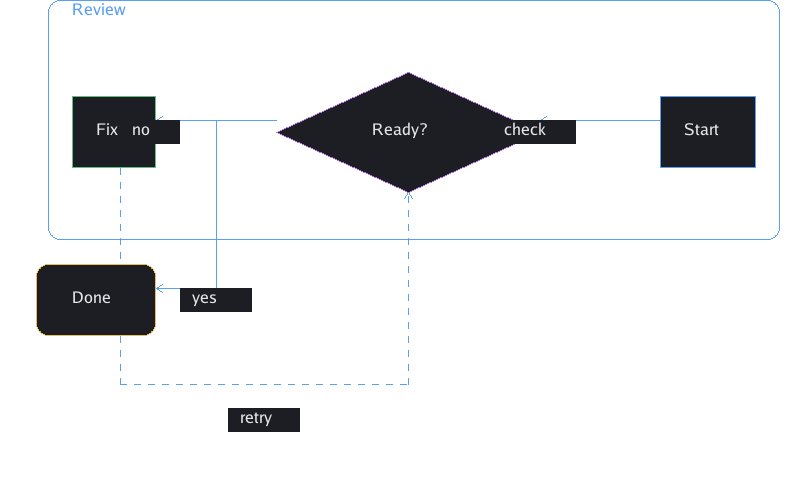 Review
Fix
no
Ready?
check
Start
Done
yes
retry